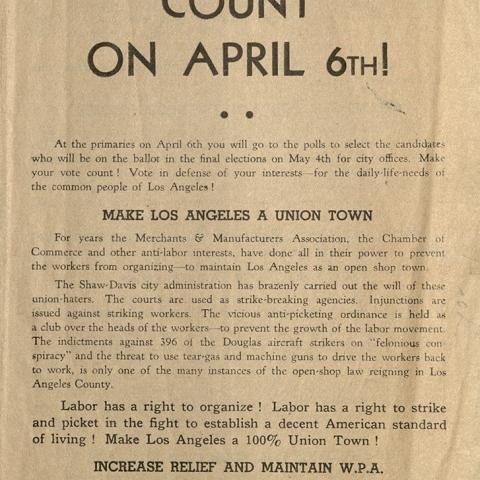 COUNT
ON APRIL 6TH!
At the primaries on April 6th you will go to the polls to select the candidates
who will be on the ballot in the final elections on May 4th for city offices. Make
your vote count ! Vote in defense of your interests—for the daily-life-needs of
the common people of Los Angeles !
MAKE LOS ANGELES A UNION TOWN
For years the Merchants & Manufacturers Association, the Chamber of
Commerce and other anti-labor interests, have done all in their power to prevent
the workers from organizing—to maintain Los Angeles as an open shop town.
The Shaw-Davis city administration has brazenly carried out the will of these
union-haters. The courts are used as strike-breaking agencies. Injunctions are
issued against striking workers. The vicious anti-picketing ordinance is held as
a club over the heads of the workers—to prevent the growth of the labor movement.
The indictments against 396 of the Douglas aircraft strikers on "felonious con-
spiracy" and the threat to use tear-gas and machine guns to drive the workers back
to work, is only one of the many instances of the open-shop law reigning in Los
Angeles County.
Labor has a right to organize ! Labor has a right to strike
and picket in the fight to establish a decent American standard
of living ! Make Los Angeles a 100% Union Town !
INCREASE RELIEF AND MAINTAIN W.P.A.